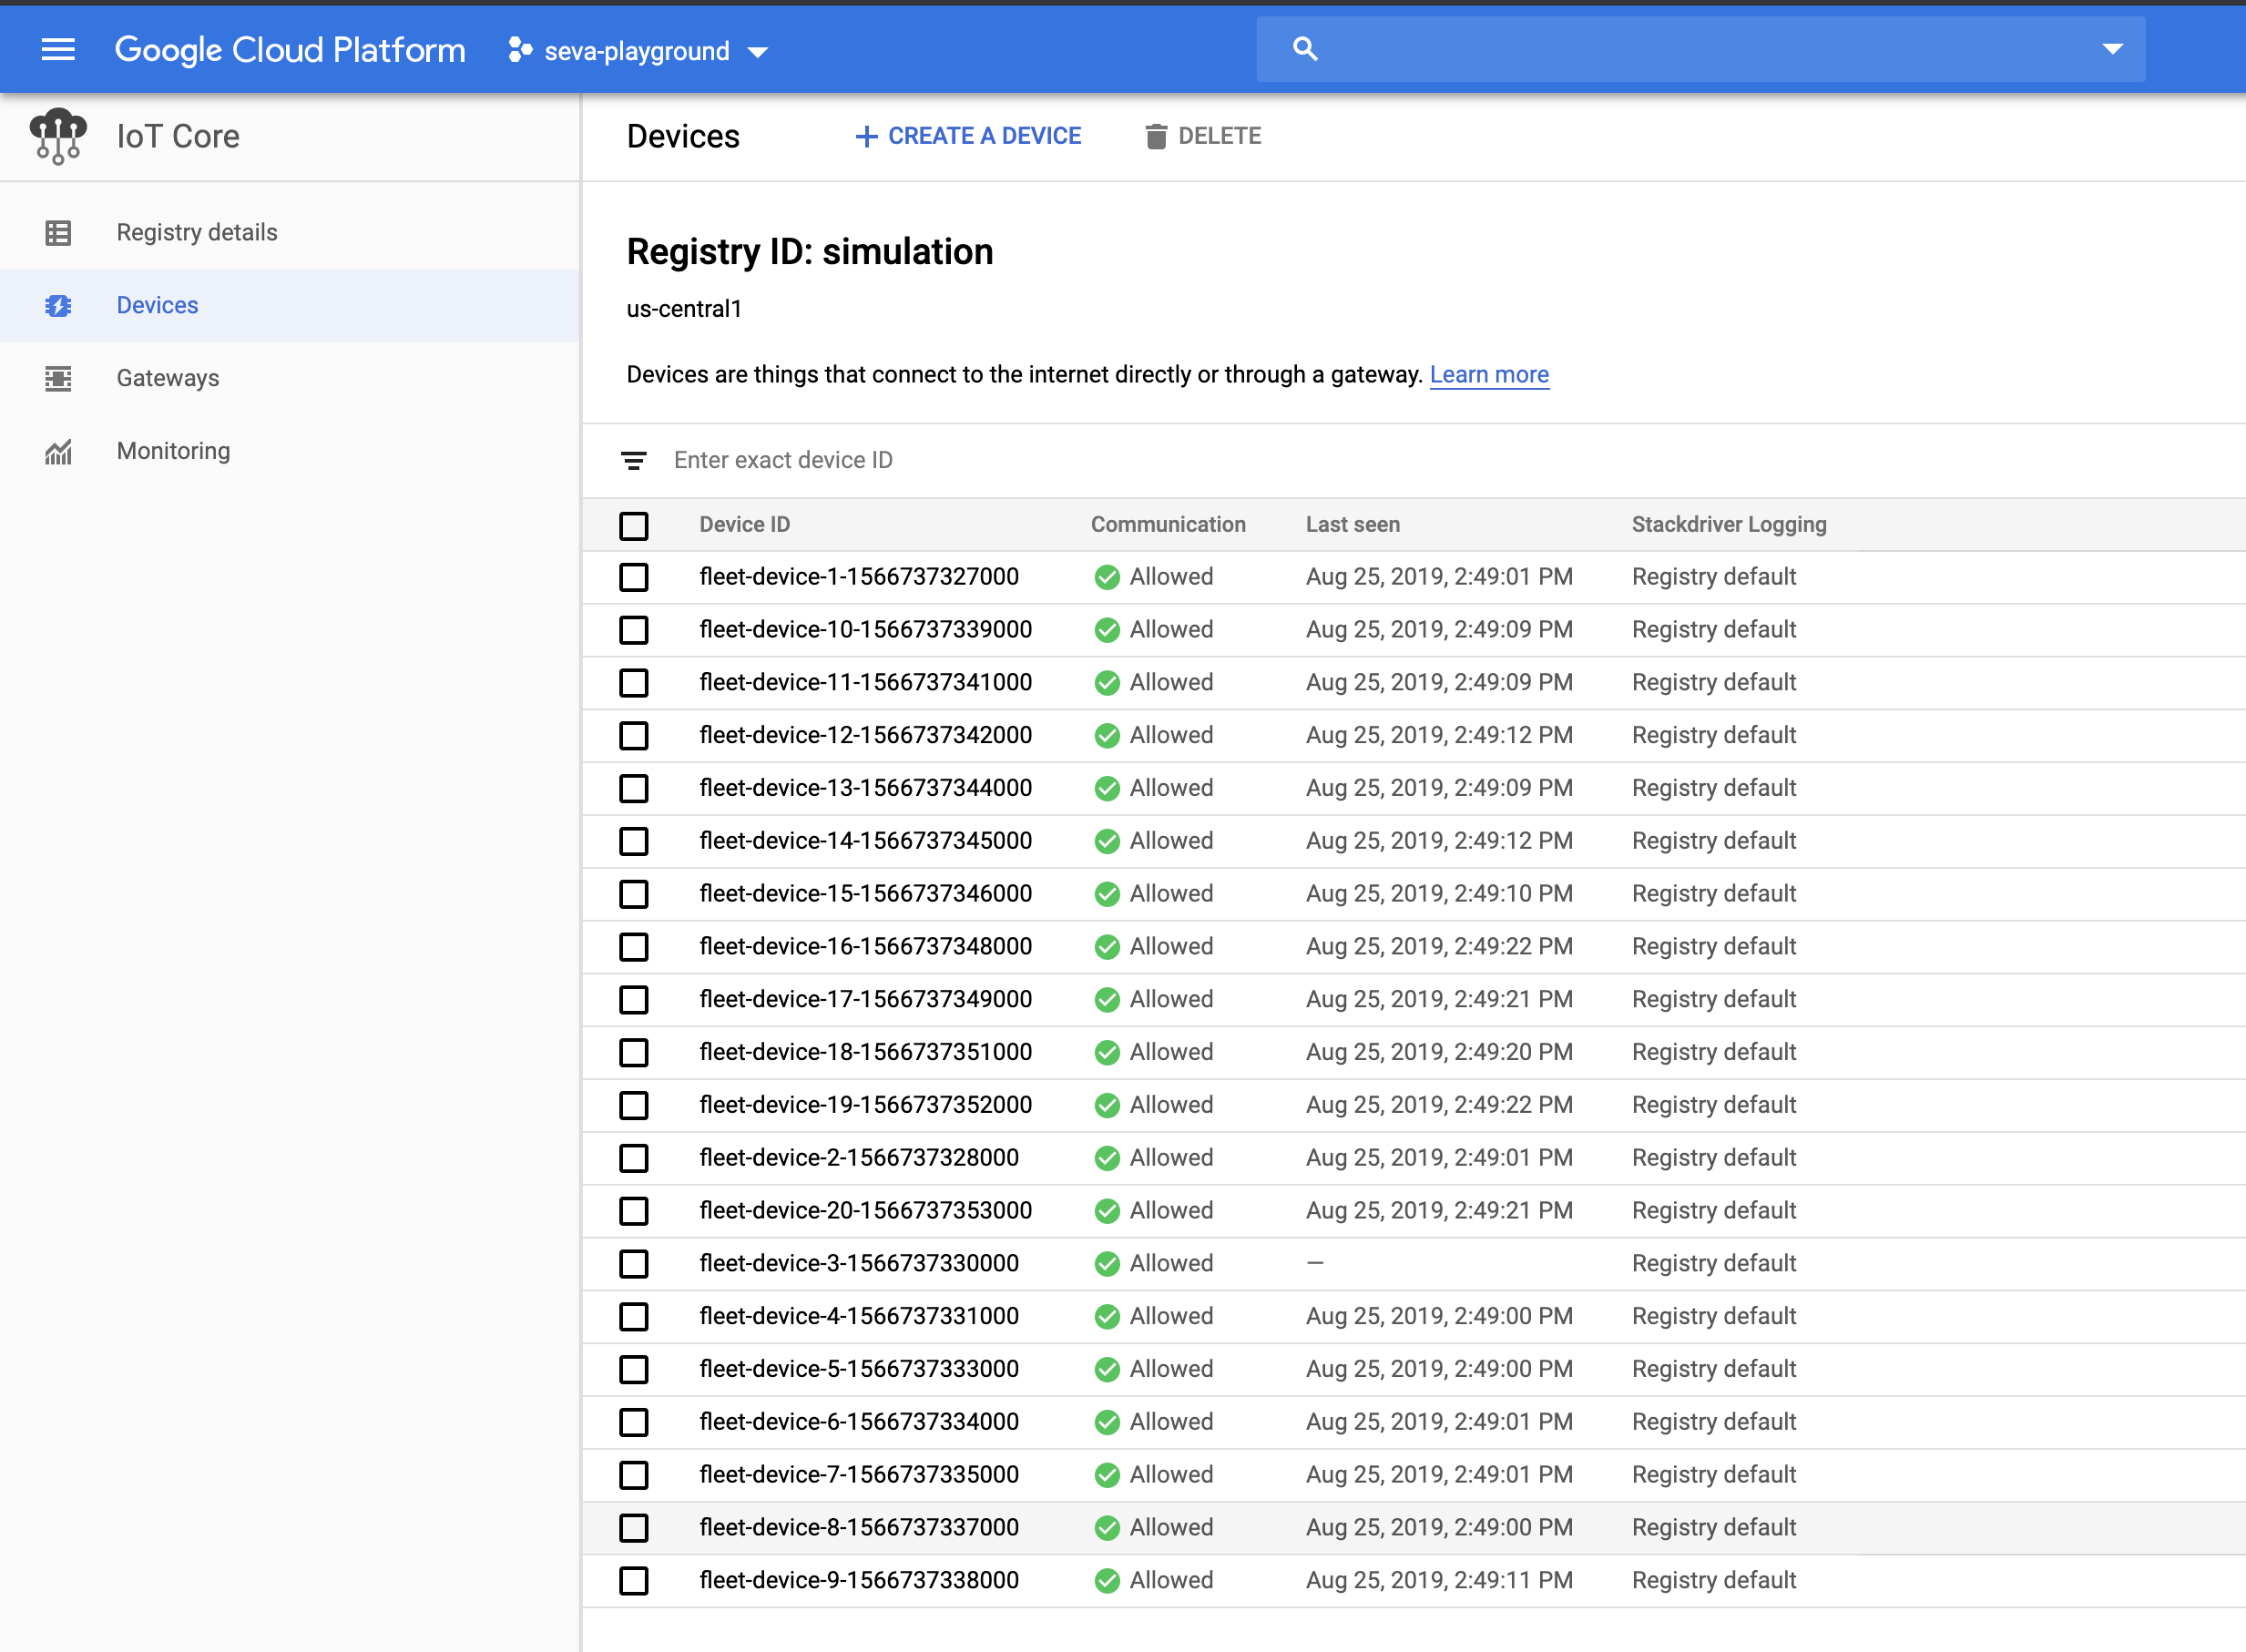 Google Cloud Platform seva-playground
IoT Core
Registry details
Devices
Gateways
Monitoring
Devices CREATE A DEVICE DELETE
Registry ID: simulation
us-central1
Devices are things that connect to the internet directly or through a gateway. Learn more
Enter exact device ID
Device ID Communication Last seen Stackdriver Logging
fleet-device-1-1566737327000 Allowed Aug 25, 2019, 2:49:01 PM Registry default
fleet-device-10-1566737339000 Allowed Aug 25, 2019, 2:49:09 PM Registry default
fleet-device-11-1566737341000 Allowed Aug 25, 2019, 2:49:09 PM Registry default
fleet-device-12-1566737342000 Allowed Aug 25, 2019, 2:49:12 PM Registry default
fleet-device-13-1566737344000 Allowed Aug 25, 2019, 2:49:09 PM Registry default
fleet-device-14-1566737345000 Allowed Aug 25, 2019, 2:49:12 PM Registry default
fleet-device-15-1566737346000 Allowed Aug 25, 2019, 2:49:10 PM Registry default
fleet-device-16-1566737348000 Allowed Aug 25, 2019, 2:49:22 PM Registry default
fleet-device-17-1566737349000 Allowed Aug 25, 2019, 2:49:21 PM Registry default
fleet-device-18-1566737351000 Allowed Aug 25, 2019, 2:49:20 PM Registry default
fleet-device-19-1566737352000 Allowed Aug 25, 2019, 2:49:22 PM Registry default
fleet-device-2-1566737328000 Allowed Aug 25, 2019, 2:49:01 PM Registry default
fleet-device-20-1566737353000 Allowed Aug 25, 2019, 2:49:21 PM Registry default
fleet-device-3-1566737330000 Allowed — Registry default
fleet-device-4-1566737331000 Allowed Aug 25, 2019, 2:49:00 PM Registry default
fleet-device-5-1566737333000 Allowed Aug 25, 2019, 2:49:00 PM Registry default
fleet-device-6-1566737334000 Allowed Aug 25, 2019, 2:49:01 PM Registry default
fleet-device-7-1566737335000 Allowed Aug 25, 2019, 2:49:01 PM Registry default
fleet-device-8-1566737337000 Allowed Aug 25, 2019, 2:49:00 PM Registry default
fleet-device-9-1566737338000 Allowed Aug 25, 2019, 2:49:11 PM Registry default